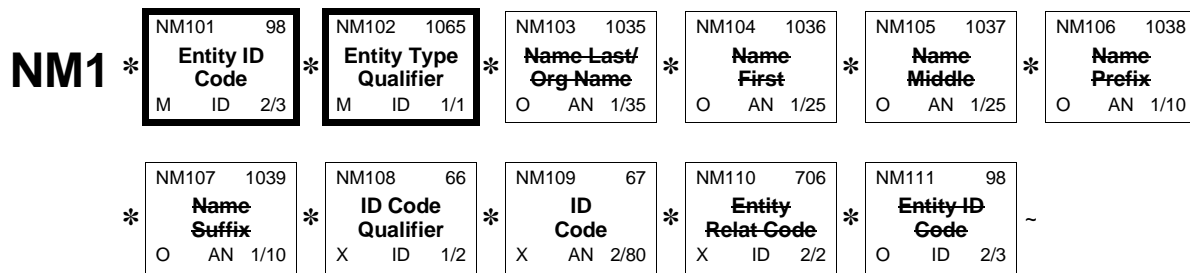 NM101 98 NM102 1065 NM103 1035 NM104 1036 NM105 1037 NM106 1038
NM1 * Entity ID Code * Entity Type Qualifier * Name Last/ Org Name * Name First * Name Middle * Name Prefix
M ID 2/3 M ID 1/1 O AN 1/35 O AN 1/25 O AN 1/25 O AN 1/10
NM107 1039 NM108 66 NM109 67 NM110 706 NM111 98
* Name Suffix * ID Code Qualifier * ID Code * Entity Relat Code * Entity ID Code ~
O AN 1/10 X ID 1/2 X AN 2/80 X ID 2/2 O ID 2/3